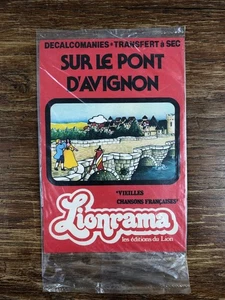 DECALCOMANIES • TRANSFERT à SEC
SUR LE PONT
D'AVIGNON
"VIEILLES
CHANSONS FRANÇAISES"
Lionrama
les éditions du Lion